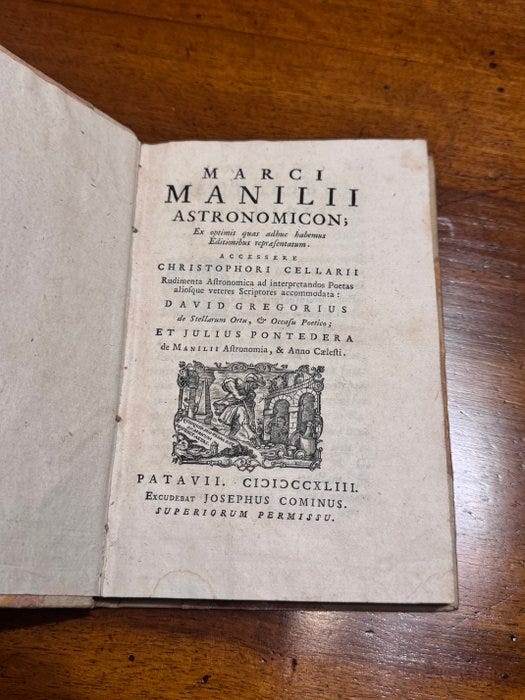 MARCI
MANILII
ASTRONOMICON;
Ex optimis quas adhuc habemus
Editionibus repræsentatum.
ACCESSERE
CHRISTOPHORI CELLARII
Rudimenta Astronomica ad interpretandos Poetas
aliosque veteres Scriptores accommodata:
DAVID GREGORIUS
de Stellarum Ortu, & Occasu Poetico;
ET JULIUS PONTEDERA
de MANILII Astronomia, & Anno Cælesti.
PATAVII. CIƆIƆCCXLIII.
EXCUDEBAT JOSEPHUS COMINUS.
SUPERIORUM PERMISSU.